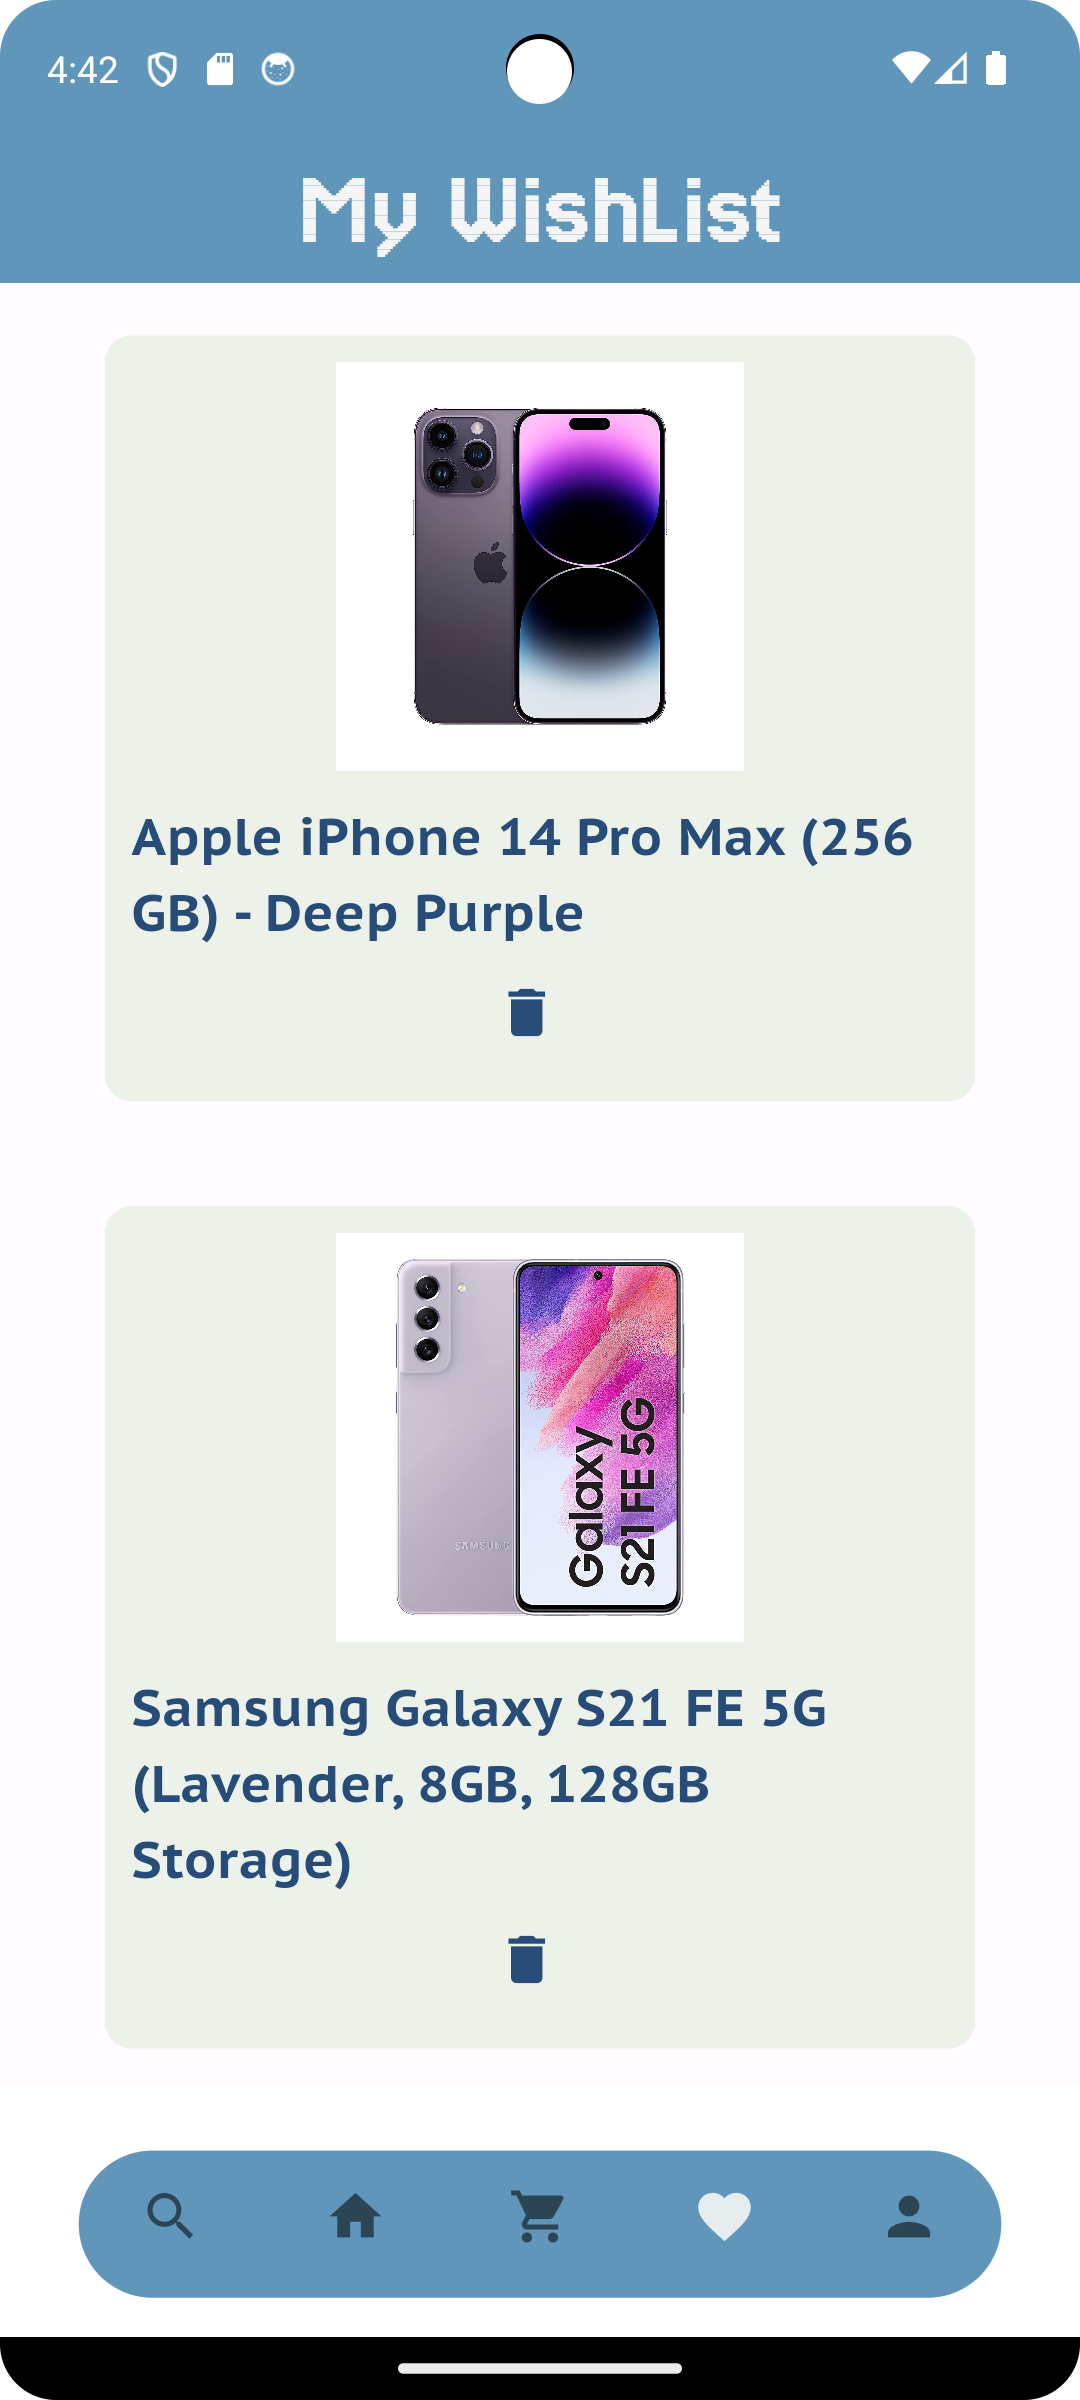 4:42
My WishList
Apple iPhone 14 Pro Max (256
GB) - Deep Purple
SAMSUNG
Galaxy
S21 FE 5G
Samsung Galaxy S21 FE 5G
(Lavender, 8GB, 128GB
Storage)